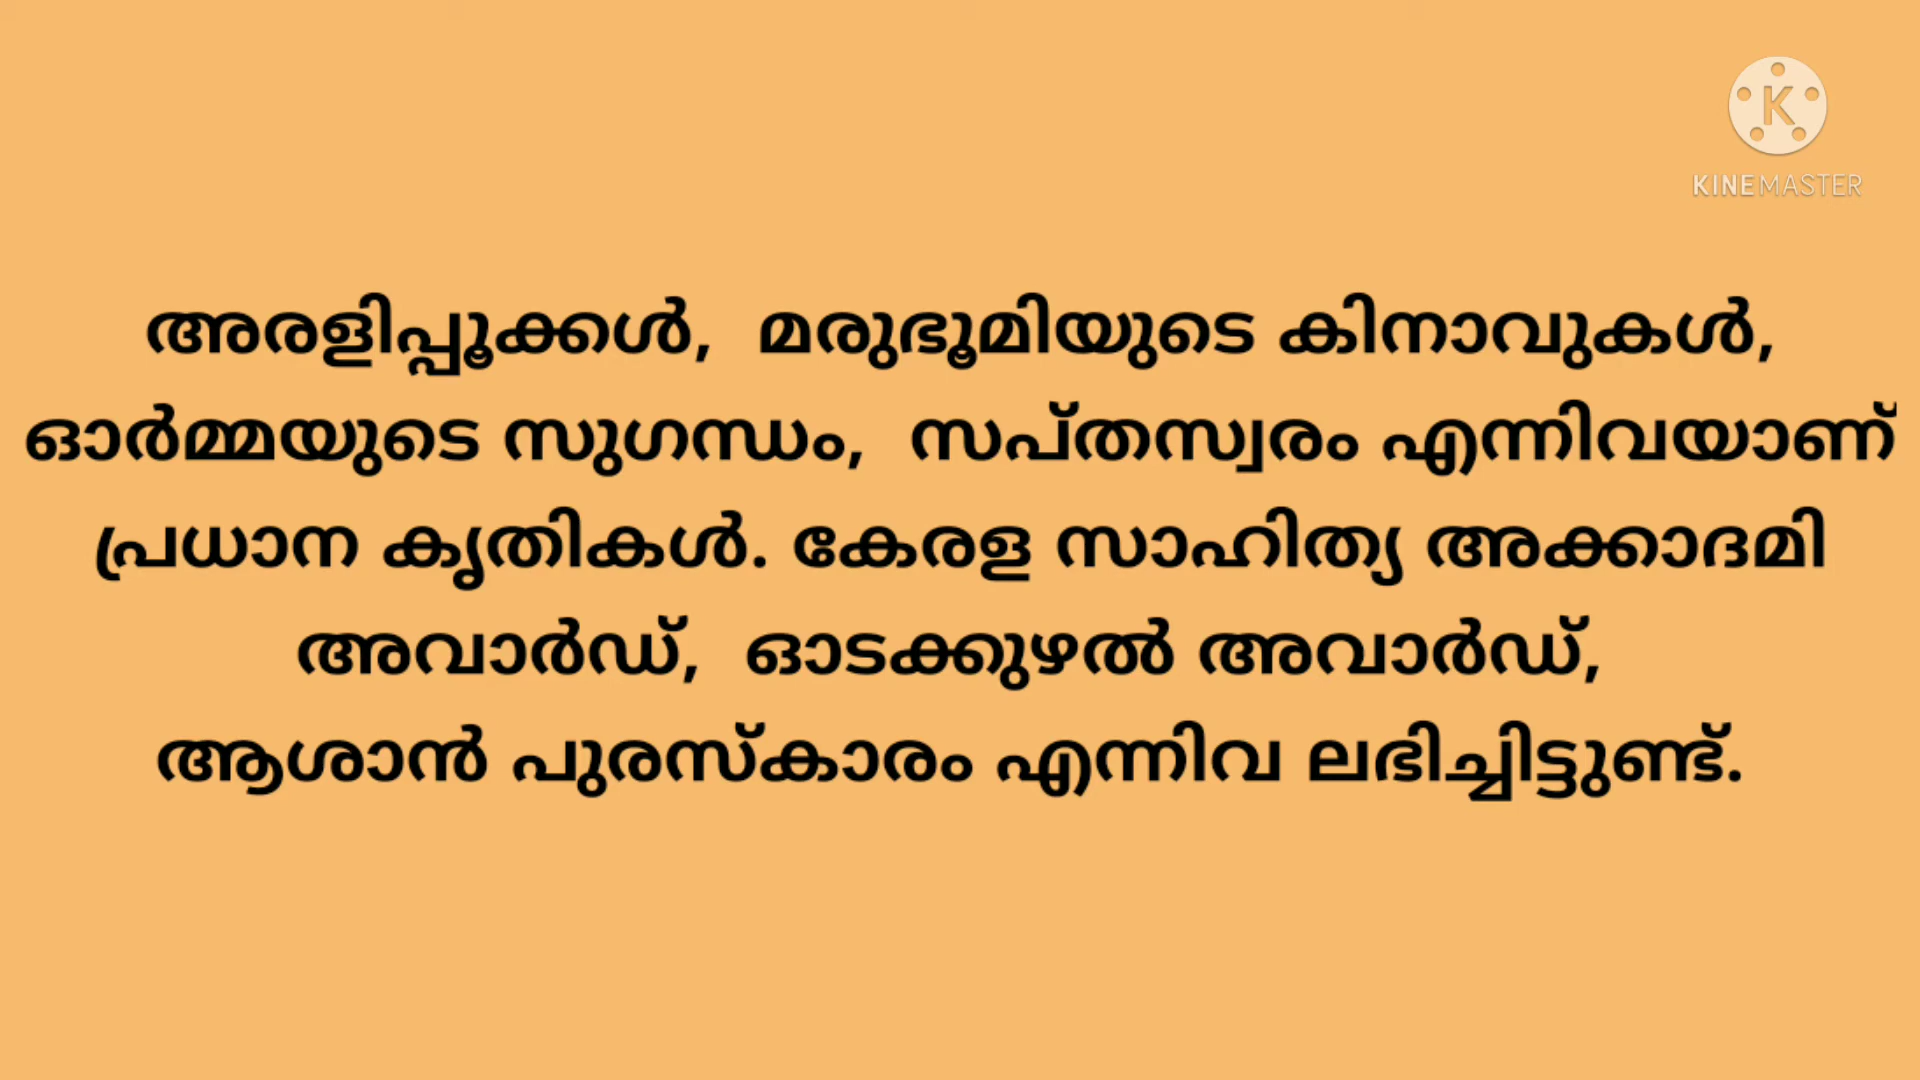 KINEMASTER
അരളിപ്പൂക്കൾ, മരുഭൂമിയുടെ കിനാവുകൾ,
ഓർമ്മയുടെ സുഗന്ധം, സപ്തസ്വരം എന്നിവയാണ്
പ്രധാന കൃതികൾ. കേരള സാഹിത്യ അക്കാദമി
അവാർഡ്, ഓടക്കുഴൽ അവാർഡ്,
ആശാൻ പുരസ്കാരം എന്നിവ ലഭിച്ചിട്ടുണ്ട്.